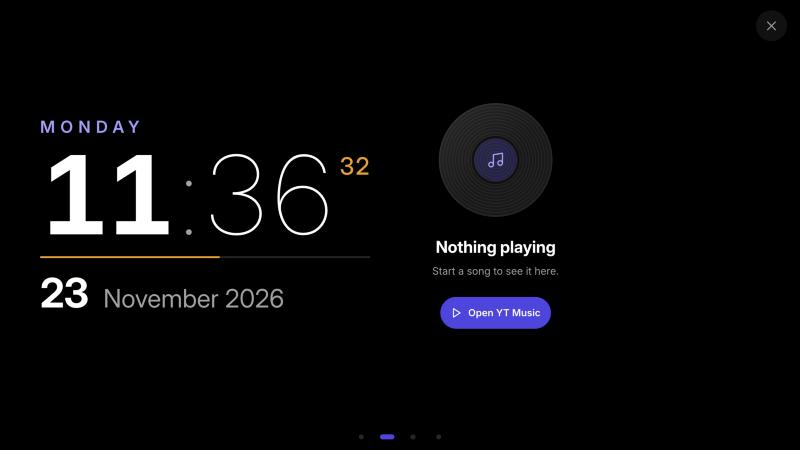 MONDAY
11:36 32
23 November 2026
Nothing playing
Start a song to see it here.
Open YT Music